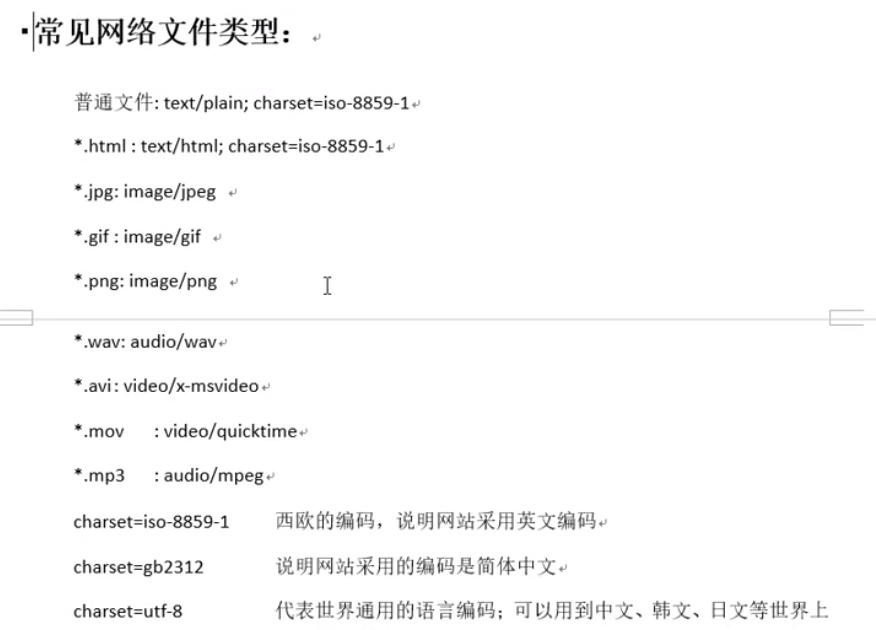 常见网络文件类型：
普通文件: text/plain; charset=iso-8859-1
*.html : text/html; charset=iso-8859-1
*.jpg: image/jpeg
*.gif : image/gif
*.png: image/png
*.wav: audio/wav
*.avi: video/x-msvideo
*.mov : video/quicktime
*.mp3 : audio/mpeg
charset=iso-8859-1 西欧的编码，说明网站采用英文编码
charset=gb2312 说明网站采用的编码是简体中文
charset=utf-8 代表世界通用的语言编码；可以用到中文、韩文、日文等世界上